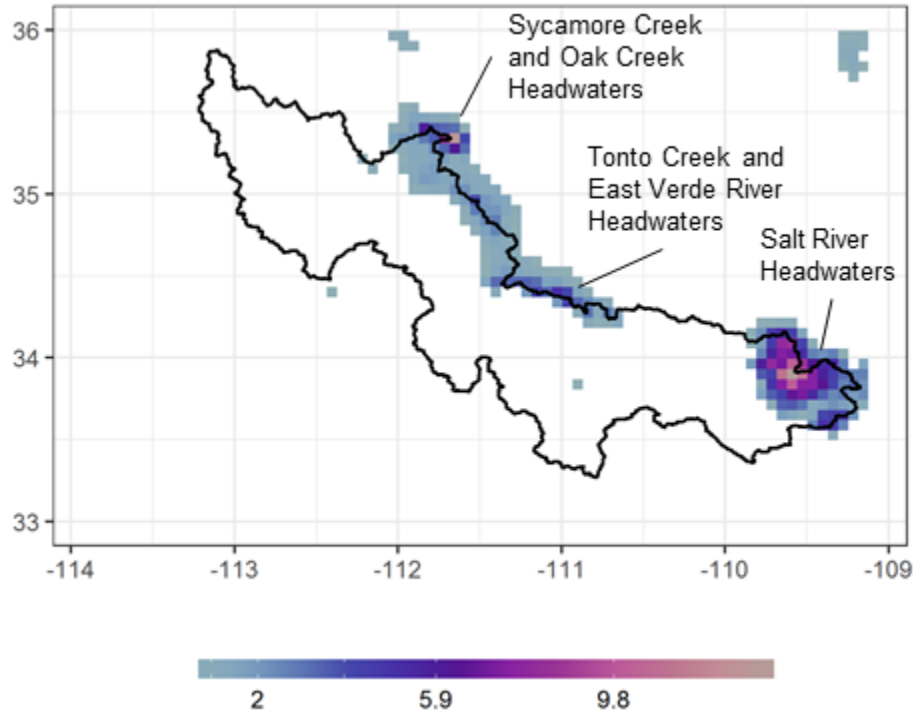 Sycamore Creek
and Oak Creek
Headwaters
Tonto Creek and
East Verde River
Headwaters
Salt River
Headwaters
36
35
34
33
-114 -113 -112 -111 -110 -109
2 5.9 9.8